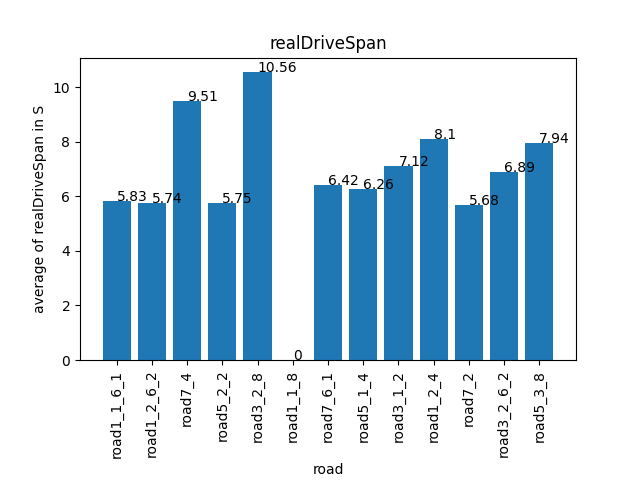 realDriveSpan
average of realDriveSpan in S
10
8
6
4
2
0
5.83
5.74
9.51
5.75
10.56
0
6.42
6.26
7.12
8.1
5.68
6.89
7.94
road1_1_6_1
road1_2_6_2
road7_4
road5_2_2
road3_2_8
road1_1_8
road7_6_1
road5_1_4
road3_1_2
road1_2_4
road7_2
road3_2_6_2
road5_3_8
road